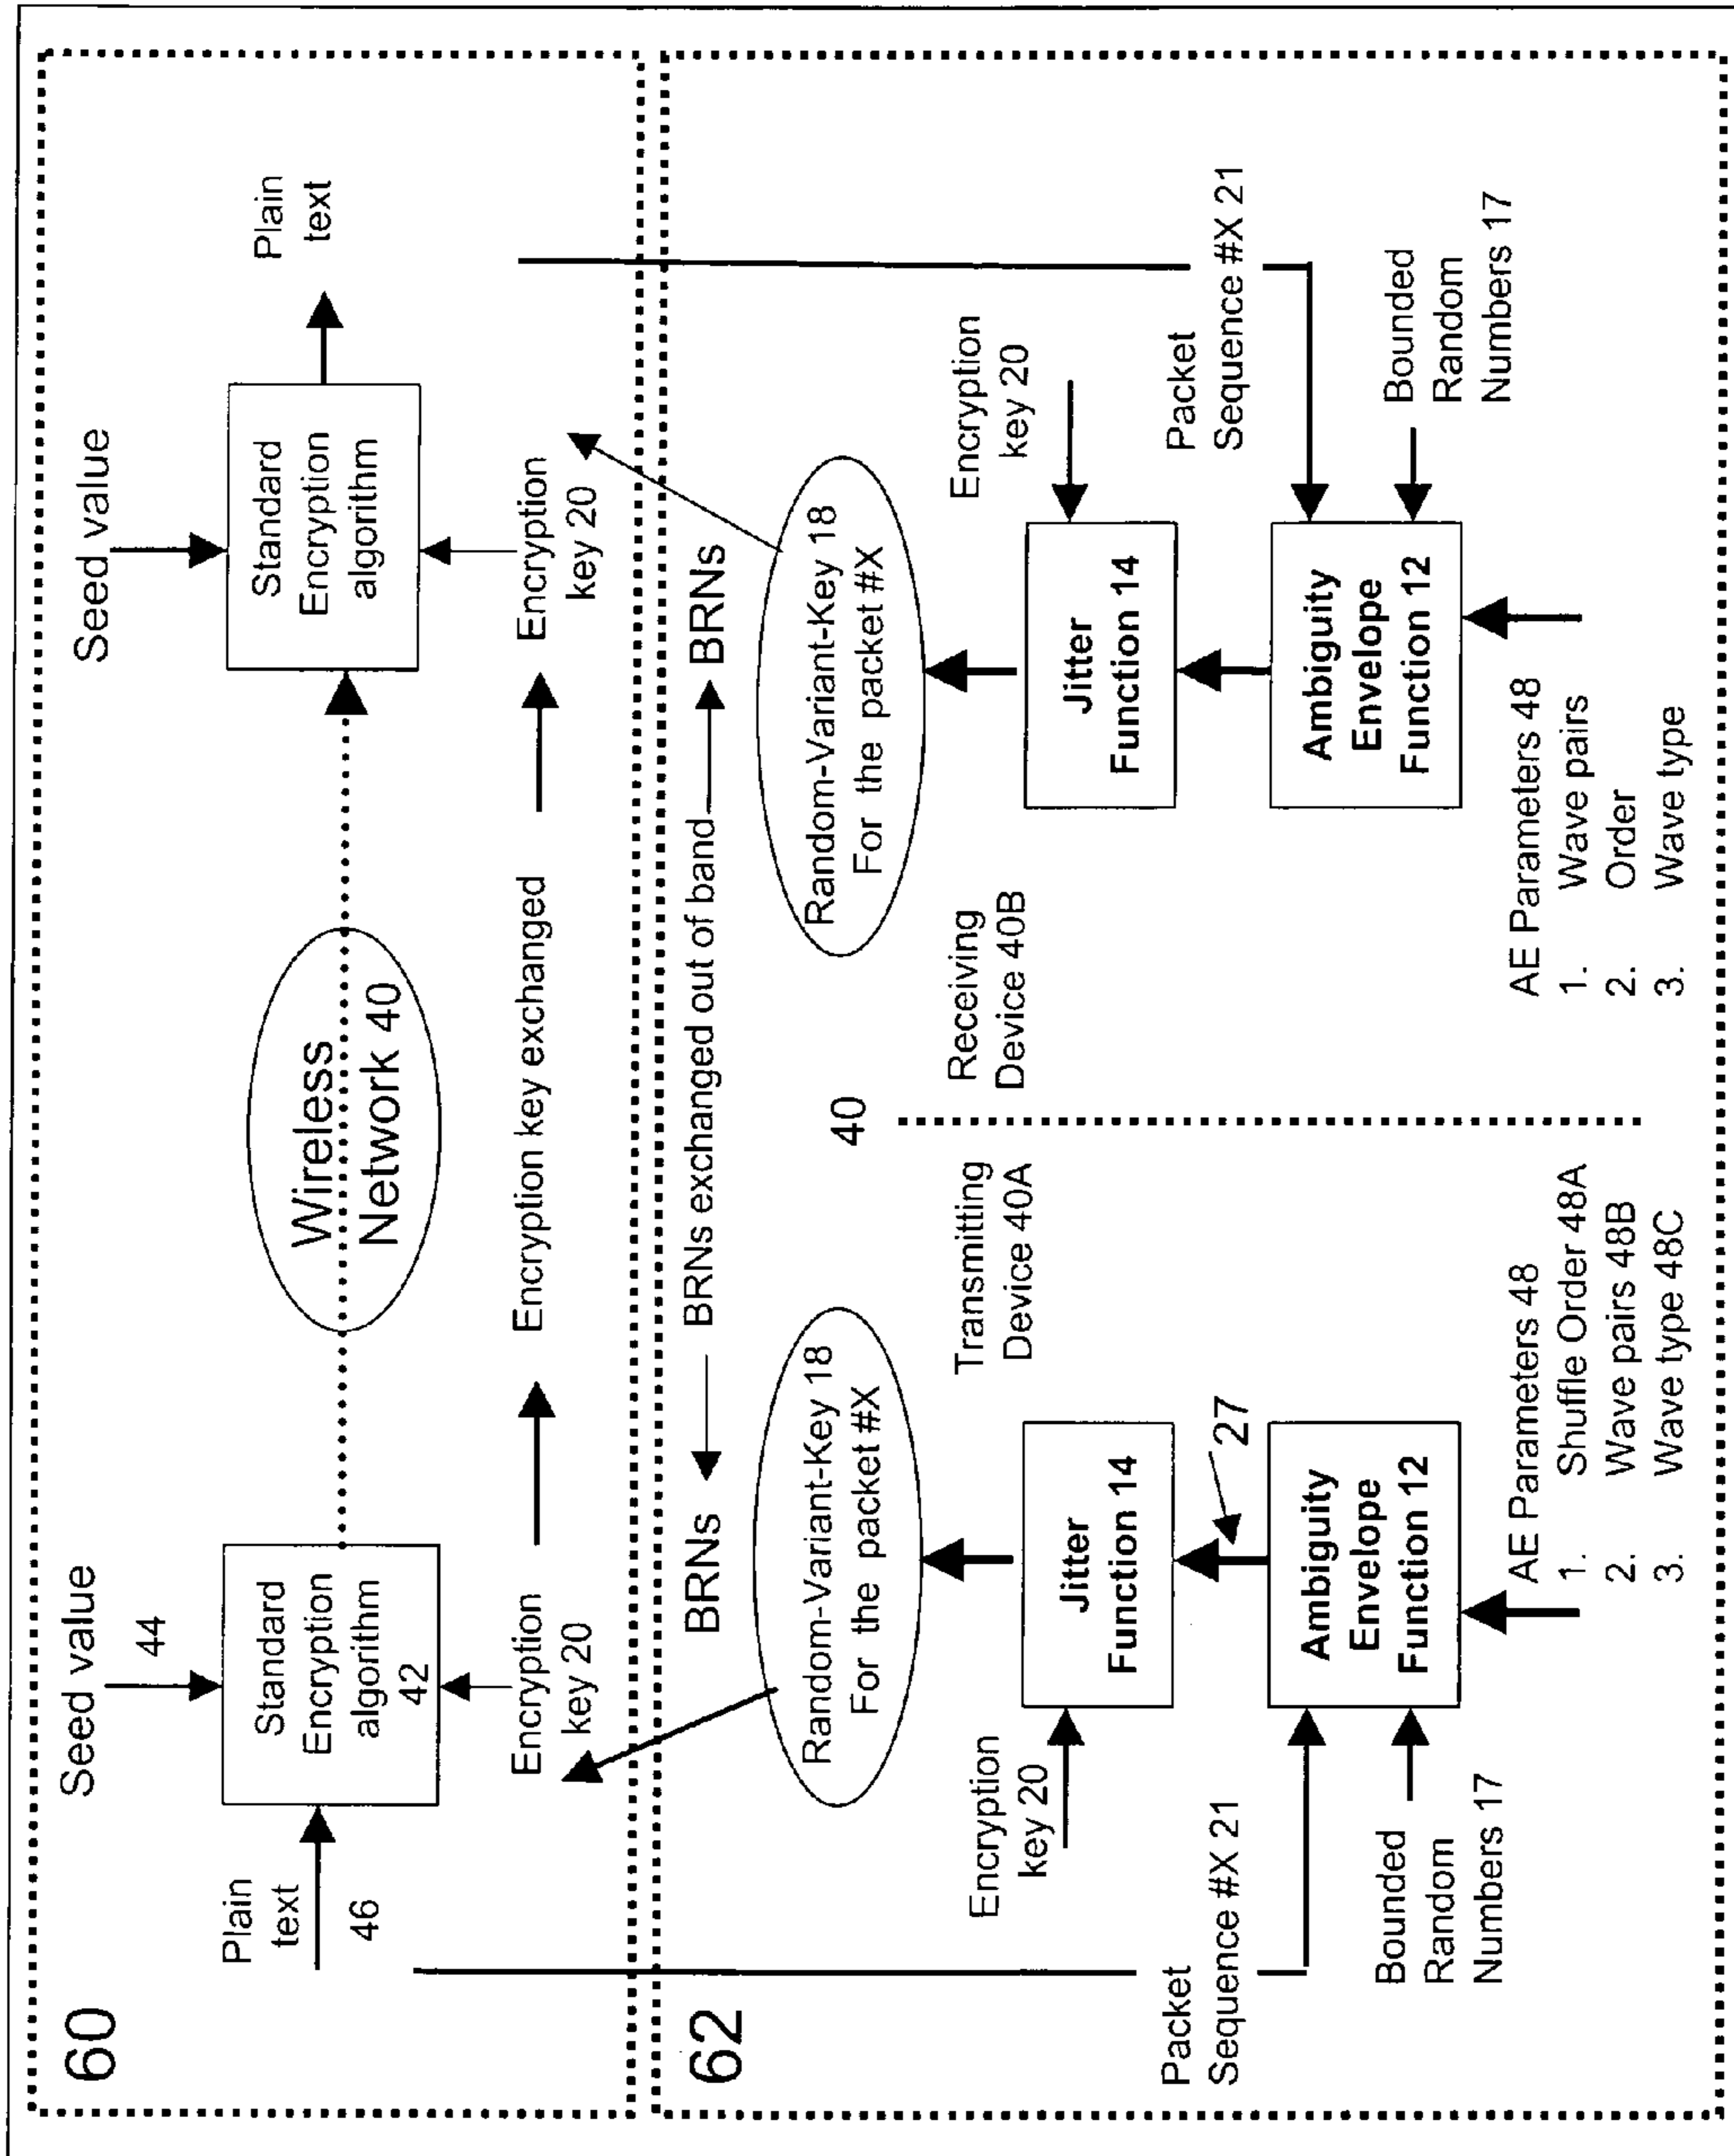 60
Seed value
44
Plain
text
46
Standard
Encryption
algorithm
42
Wireless
Network 40
Seed value
Standard
Encryption
algorithm
Plain
text
Encryption
key 20
Encryption key exchanged
Encryption
key 20
62
BRNs
BRNs exchanged out of band
BRNs
Random-Variant-Key 18
For the packet #X
Random-Variant-Key 18
For the packet #X
Transmitting
Device 40A
40
Receiving
Device 40B
Encryption
key 20
Jitter
Function 14
27
Jitter
Function 14
Encryption
key 20
Packet
Sequence #X 21
Packet
Sequence #X 21
Bounded
Random
Numbers 17
Ambiguity
Envelope
Function 12
Ambiguity
Envelope
Function 12
Bounded
Random
Numbers 17
AE Parameters 48
1. Shuffle Order 48A
2. Wave pairs 48B
3. Wave type 48C
AE Parameters 48
1. Wave pairs
2. Order
3. Wave type